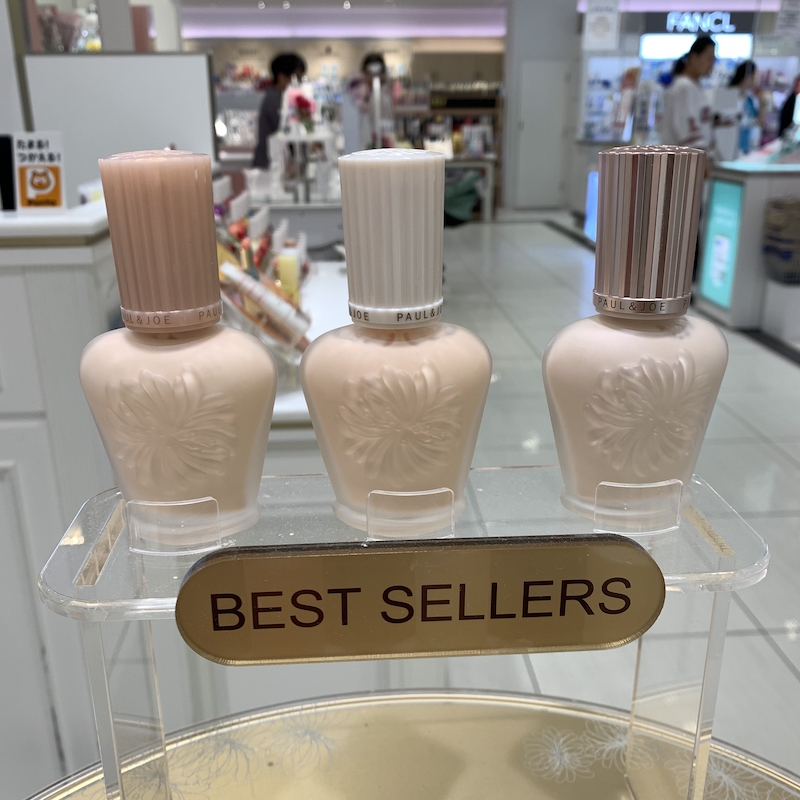 FANCL
たまる!
つかえる!
PAUL & JOE
PAUL & JOE
PAUL & JOE
BEST SELLERS